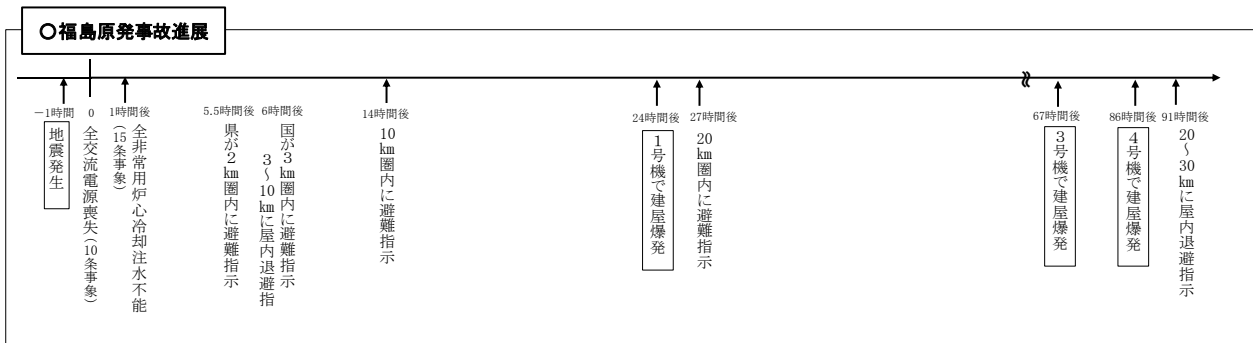 〇福島原発事故進展
－1時間
地震発生
0
全交流電源喪失(10条事象)
1時間後
全非常用炉心冷却注水不能
(15条事象)
5.5時間後
県が2km圏内に避難指示
6時間後
国が3km圏内に避難指示
3～10kmに屋内退避指
14時間後
10km圏内に避難指示
24時間後
1号機で建屋爆発
27時間後
20km圏内に避難指示
67時間後
3号機で建屋爆発
86時間後
4号機で建屋爆発
91時間後
20～30kmに屋内退避指示